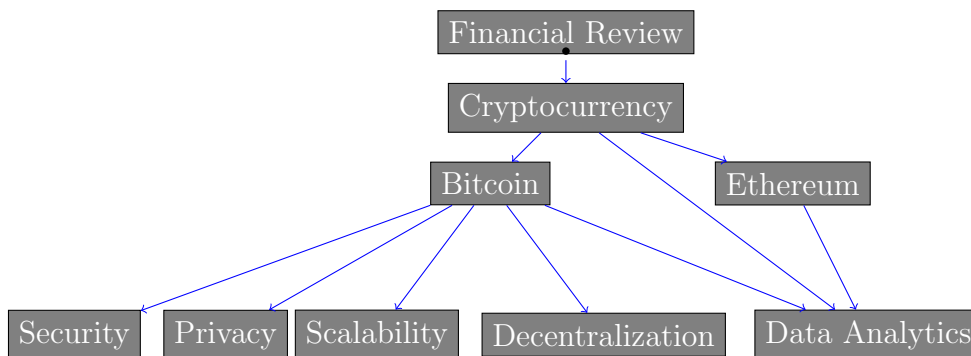 Financial Review
Cryptocurrency
Bitcoin
Ethereum
Security
Privacy
Scalability
Decentralization
Data Analytics